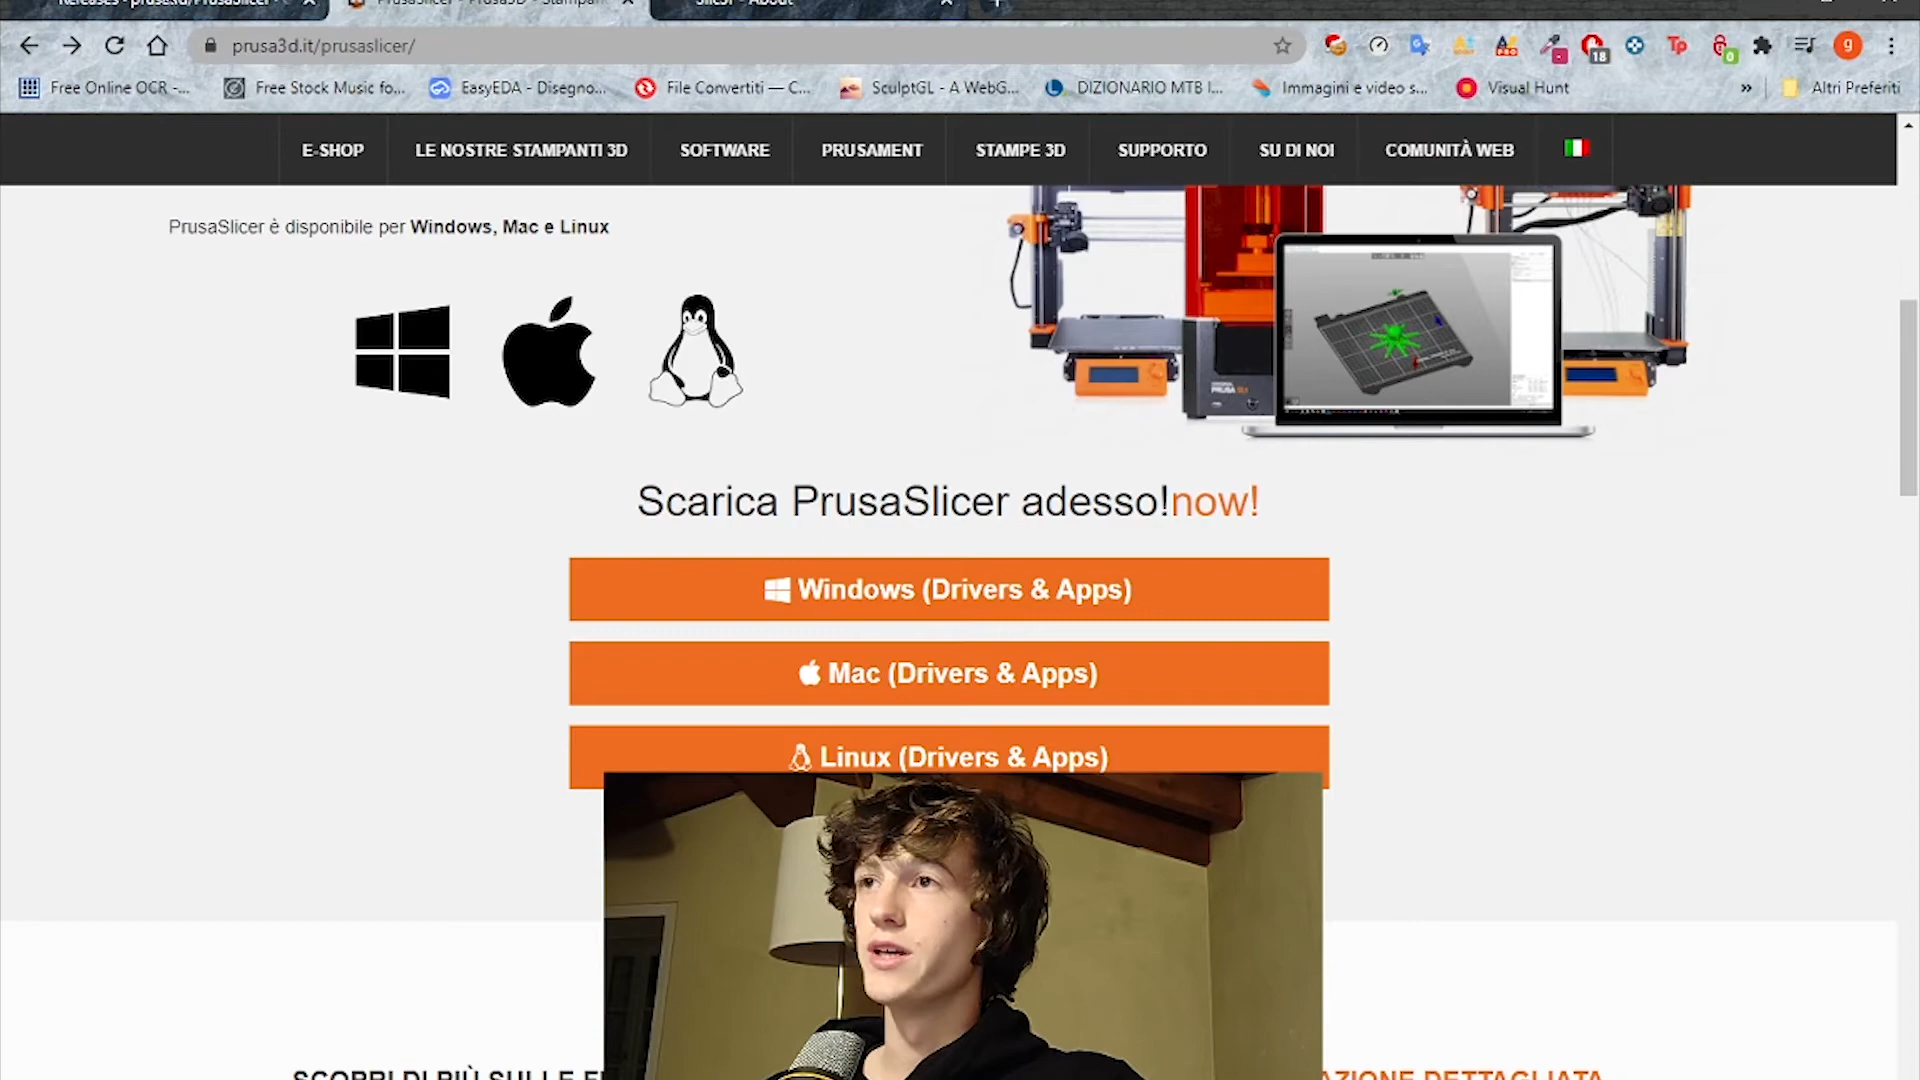 Releases · prusa3d/PrusaSlicer ·
PrusaSlicer - Prusa3D - Stampan
Slic3r - About
prusa3d.it/prusaslicer/
18
0
g
Free Online OCR -...
Free Stock Music fo...
EasyEDA - Disegno...
File Convertiti — C...
SculptGL - A WebG...
DIZIONARIO MTB I...
Immagini e video s...
Visual Hunt
»
Altri Preferiti
E-SHOP
LE NOSTRE STAMPANTI 3D
SOFTWARE
PRUSAMENT
STAMPE 3D
SUPPORTO
SU DI NOI
COMUNITÀ WEB
PrusaSlicer è disponibile per Windows, Mac e Linux
Scarica PrusaSlicer adesso!now!
Windows (Drivers & Apps)
Mac (Drivers & Apps)
Linux (Drivers & Apps)
SCOPRI DI PIÙ SULLE
AZIONE DETTAGLIATA